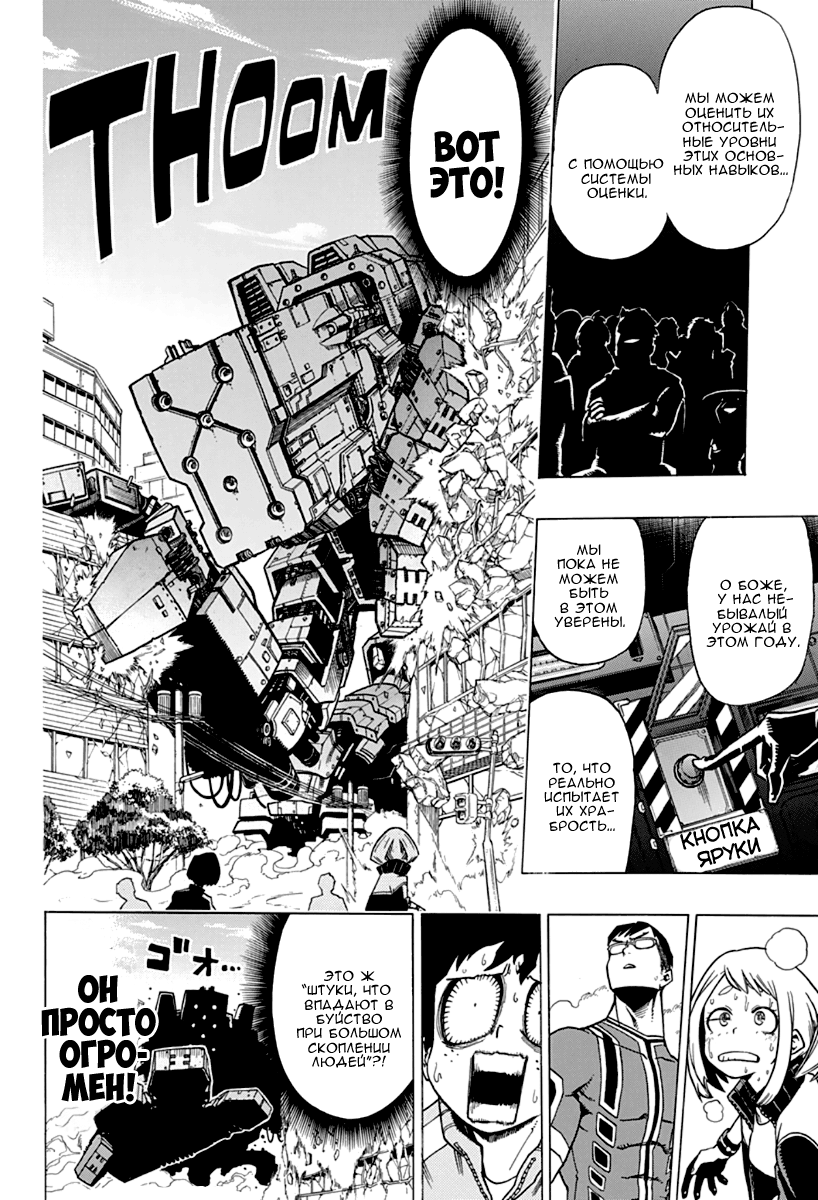 МЫ МОЖЕМ
ОЦЕНИТЬ ИХ
ОТНОСИТЕЛЬ-
НЫЕ УРОВНИ
ЭТИХ ОСНОВ-
НЫХ НАВЫКОВ...
С ПОМОЩЬЮ
СИСТЕМЫ
ОЦЕНКИ.
О БОЖЕ,
У НАС НЕ-
БЫВАЛЫЙ
УРОЖАЙ В
ЭТОМ ГОДУ.
МЫ
ПОКА НЕ
МОЖЕМ
БЫТЬ
В ЭТОМ
УВЕРЕНЫ.
ТО, ЧТО
РЕАЛЬНО
ИСПЫТАЕТ
ИХ ХРА-
БРОСТЬ...
КНОПКА
ЯРУКИ
ВОТ
ЭТО!
THOOM
ЭТО Ж
"ШТУКИ, ЧТО
ВПАДАЮТ В
БУЙСТВО
ПРИ БОЛЬШОМ
СКОПЛЕНИИ
ЛЮДЕЙ"?!
ゴォ...
ОН
ПРОСТО
ОГРО-
МЕН!